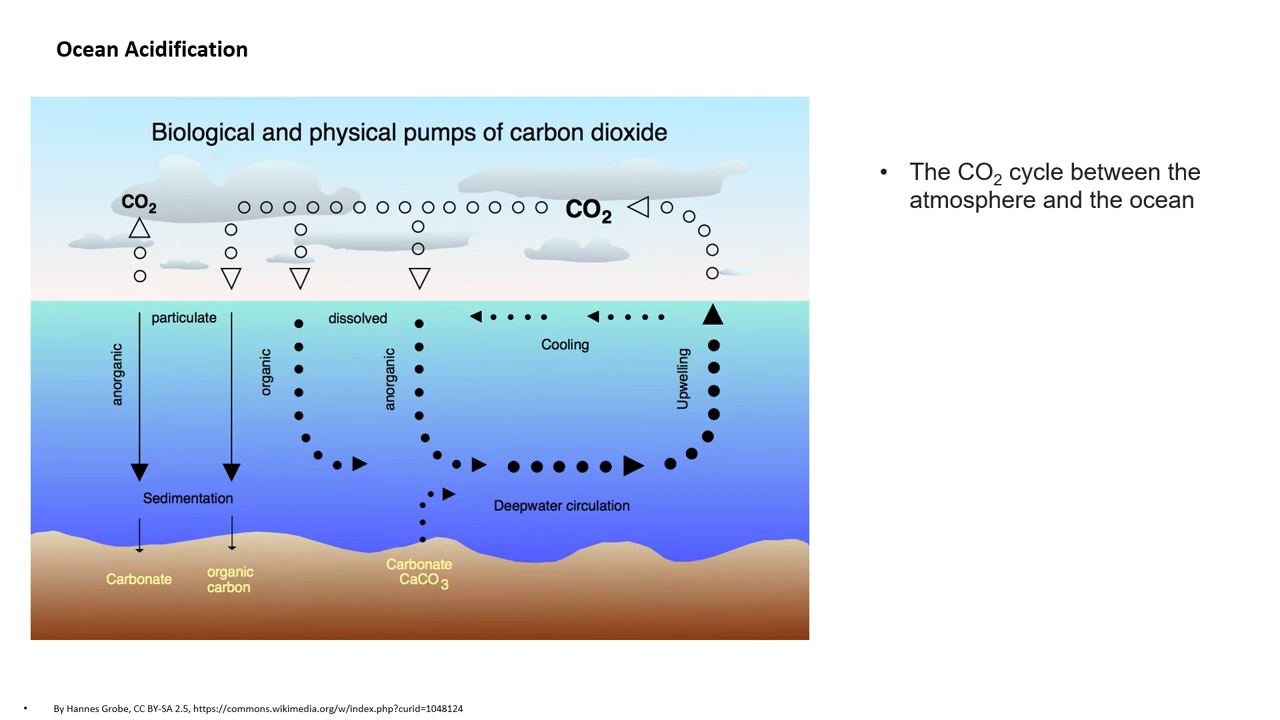 Ocean Acidification
Biological and physical pumps of carbon dioxide
CO2
CO2
particulate
dissolved
Cooling
anorganic
organic
anorganic
Upwelling
Sedimentation
Deepwater circulation
Carbonate
organic
carbon
Carbonate
CaCO3
• The CO2 cycle between the
atmosphere and the ocean
• By Hannes Grobe, CC BY-SA 2.5, https://commons.wikimedia.org/w/index.php?curid=1048124